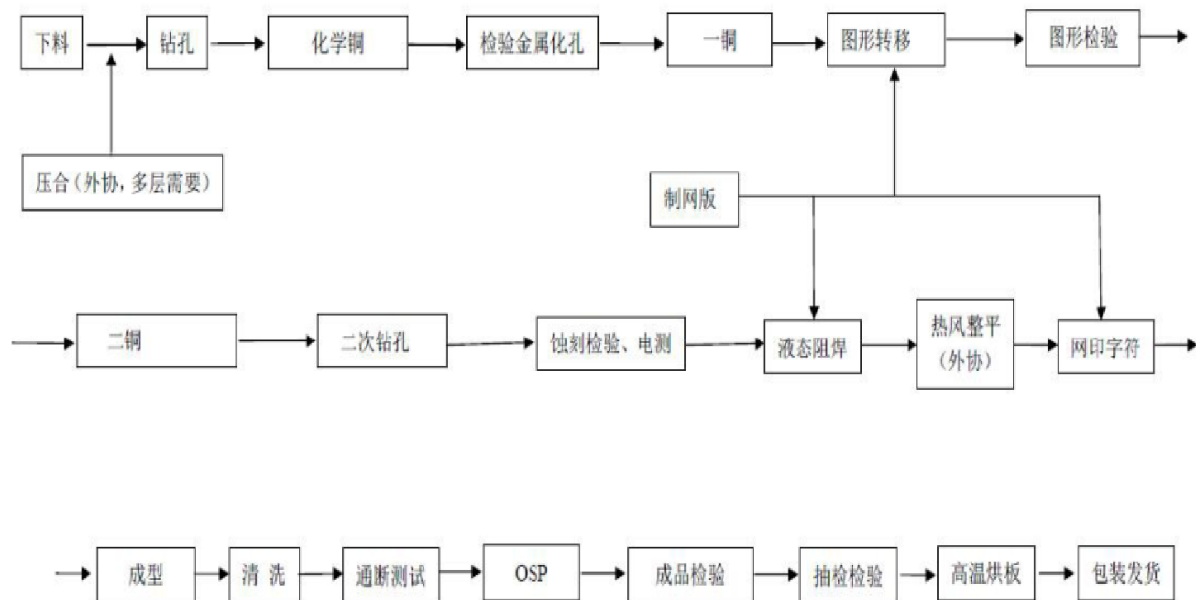 下料
钻孔
化学铜
检验金属化孔
一铜
图形转移
图形检验
压合（外协，多层需要）
制网版
二铜
二次钻孔
蚀刻检验、电测
液态阻焊
热风整平
（外协）
网印字符
成型
清 洗
通断测试
OSP
成品检验
抽检检验
高温烘板
包装发货